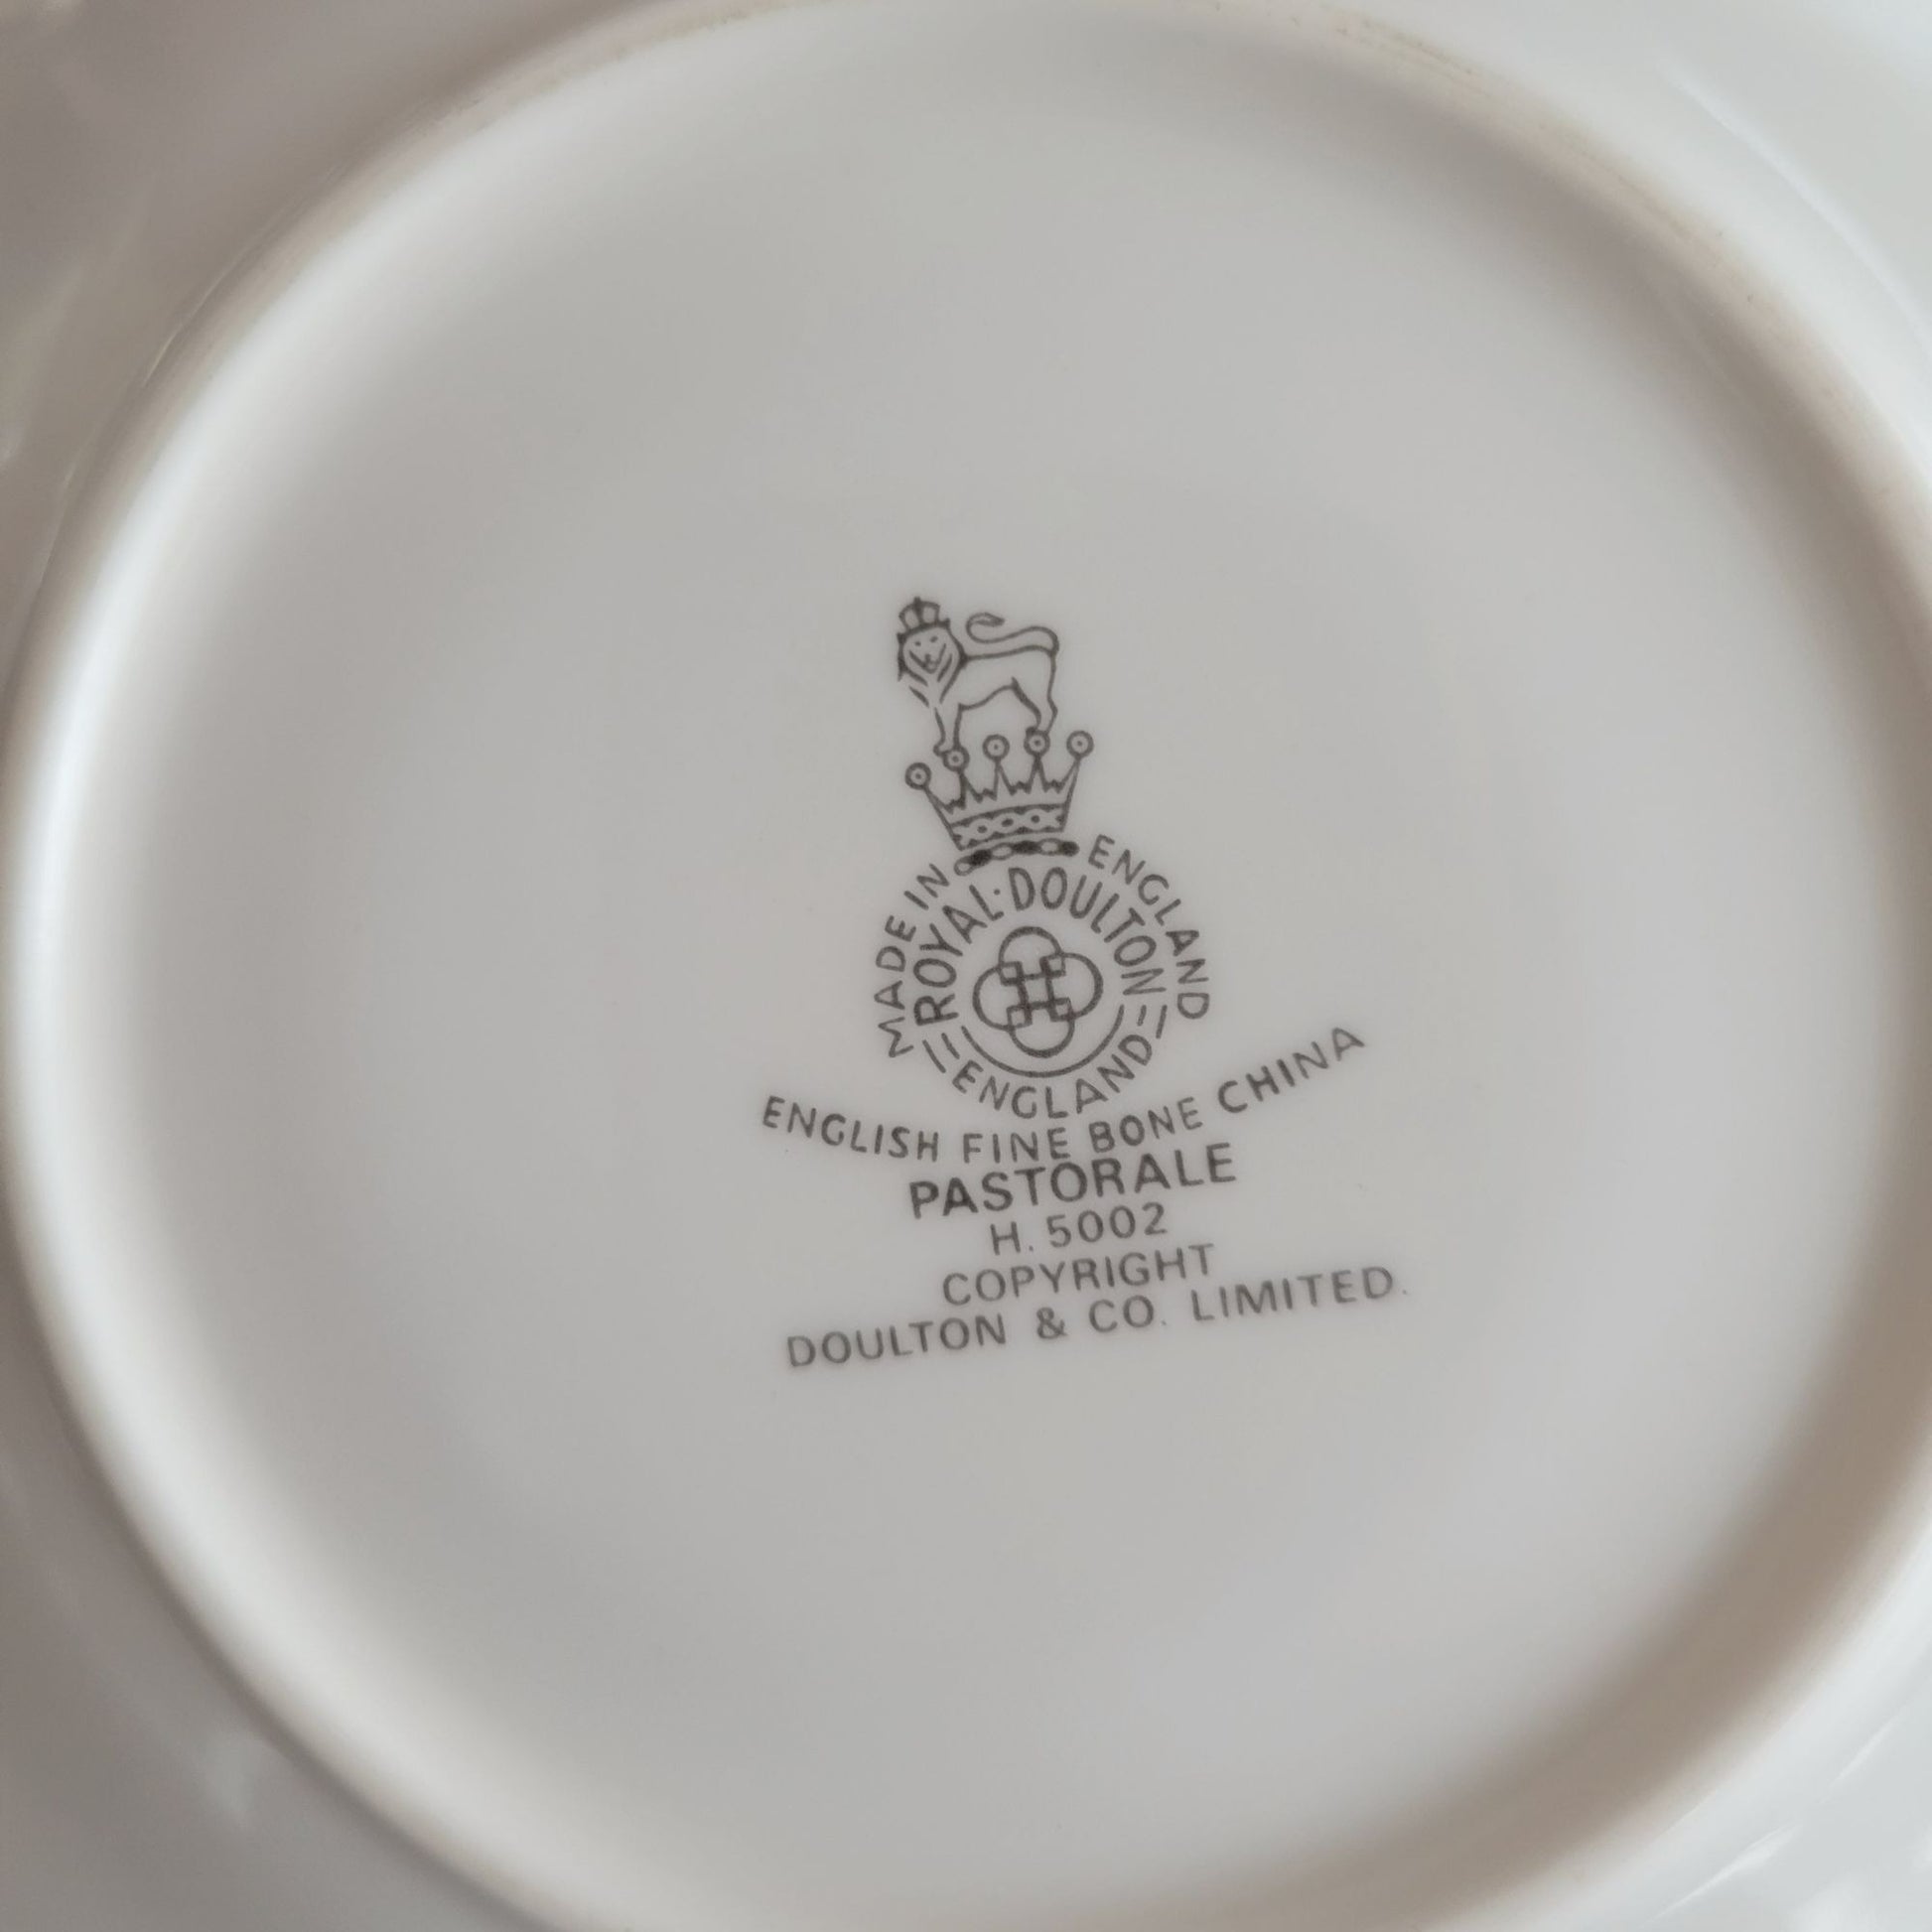 MADE IN ENGLAND
ROYAL·DOULTON
ENGLAND
ENGLISH FINE BONE CHINA
PASTORALE
H. 5002
COPYRIGHT
DOULTON & CO. LIMITED.